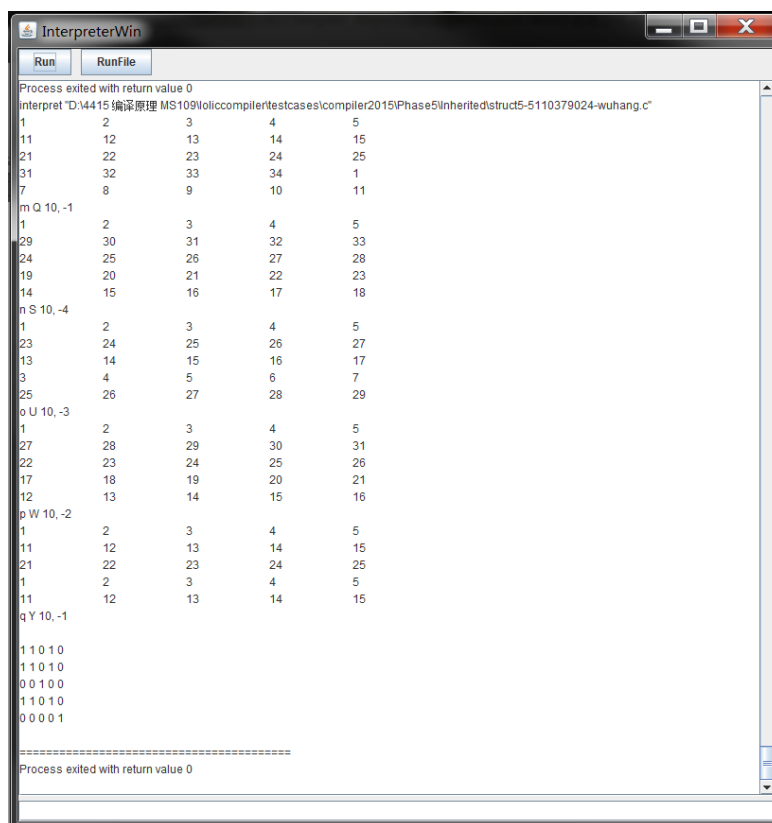 InterpreterWin
Run RunFile
Process exited with return value 0
interpret "D:\4415 编译原理 MS109\loliccompiler\testcases\compiler2015\Phase5\Inherited\struct5-5110379024-wuhang.c"
1 2 3 4 5
11 12 13 14 15
21 22 23 24 25
31 32 33 34 1
7 8 9 10 11
m Q 10, -1
1 2 3 4 5
29 30 31 32 33
24 25 26 27 28
19 20 21 22 23
14 15 16 17 18
n S 10, -4
1 2 3 4 5
23 24 25 26 27
13 14 15 16 17
3 4 5 6 7
25 26 27 28 29
o U 10, -3
1 2 3 4 5
27 28 29 30 31
22 23 24 25 26
17 18 19 20 21
12 13 14 15 16
p W 10, -2
1 2 3 4 5
11 12 13 14 15
21 22 23 24 25
1 2 3 4 5
11 12 13 14 15
q Y 10, -1
1 1 0 1 0
1 1 0 1 0
0 0 1 0 0
1 1 0 1 0
0 0 0 0 1
=========================================
Process exited with return value 0